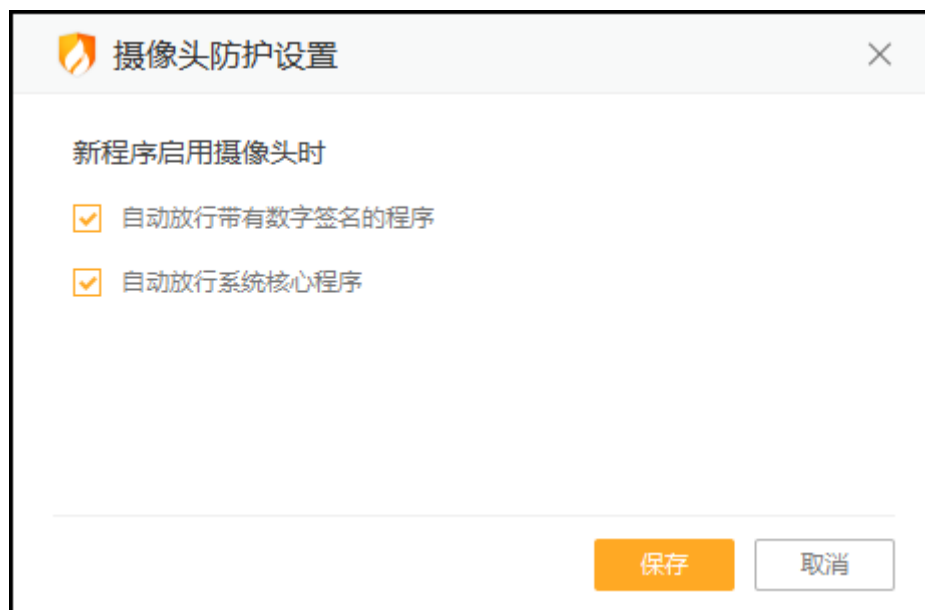 摄像头防护设置
新程序启用摄像头时
自动放行带有数字签名的程序
自动放行系统核心程序
保存
取消